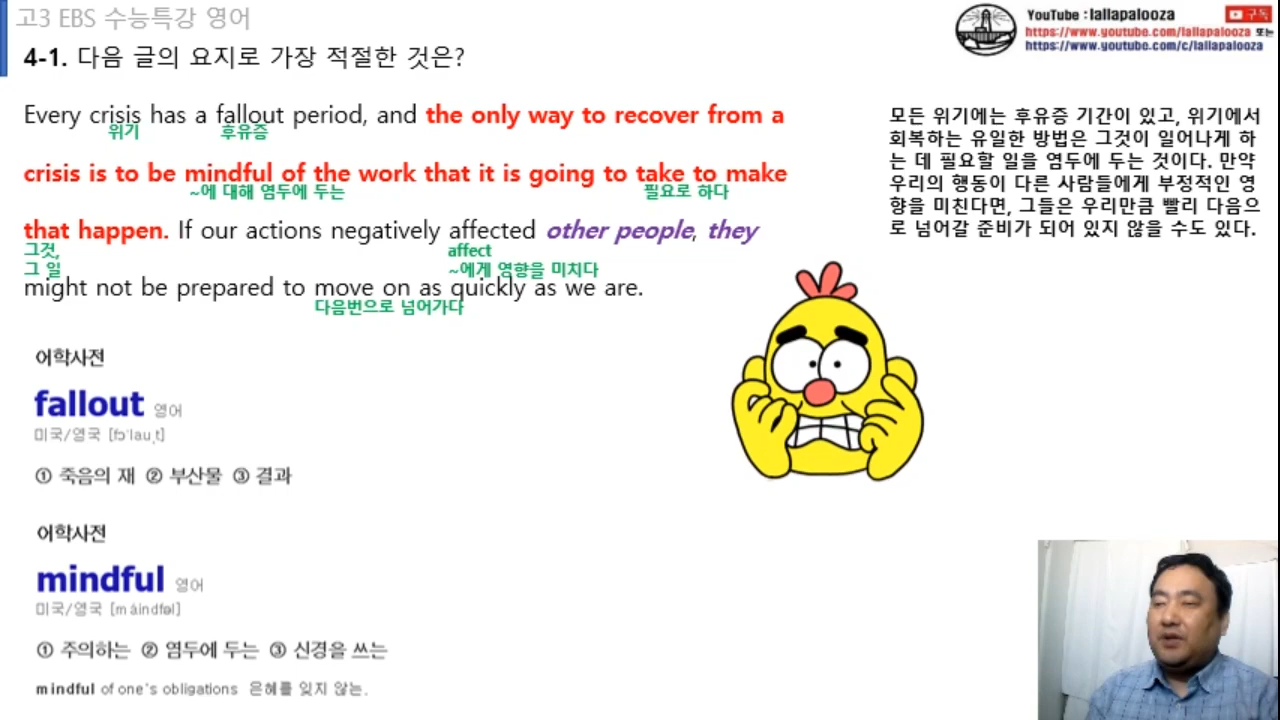 고3 EBS 수능특강 영어
YouTube : lallapalooza
구독
https://www.youtube.com/lallapalooza 또는
https://www.youtube.com/c/lallapalooza
4-1. 다음 글의 요지로 가장 적절한 것은?
Every crisis has a fallout period, and the only way to recover from a
위기 후유증
crisis is to be mindful of the work that it is going to take to make
~에 대해 염두에 두는 필요로 하다
that happen. If our actions negatively affected other people, they
그것, affect
그 일 ~에게 영향을 미치다
might not be prepared to move on as quickly as we are.
다음번으로 넘어가다
모든 위기에는 후유증 기간이 있고, 위기에서
회복하는 유일한 방법은 그것이 일어나게 하
는 데 필요할 일을 염두에 두는 것이다. 만약
우리의 행동이 다른 사람들에게 부정적인 영
향을 미친다면, 그들은 우리만큼 빨리 다음으
로 넘어갈 준비가 되어 있지 않을 수도 있다.
어학사전
fallout 영어
미국/영국 [fɔˈlauˌt]
① 죽음의 재 ② 부산물 ③ 결과
어학사전
mindful 영어
미국/영국 [máindfəl]
① 주의하는 ② 염두에 두는 ③ 신경을 쓰는
mindful of one's obligations 은혜를 잊지 않는.